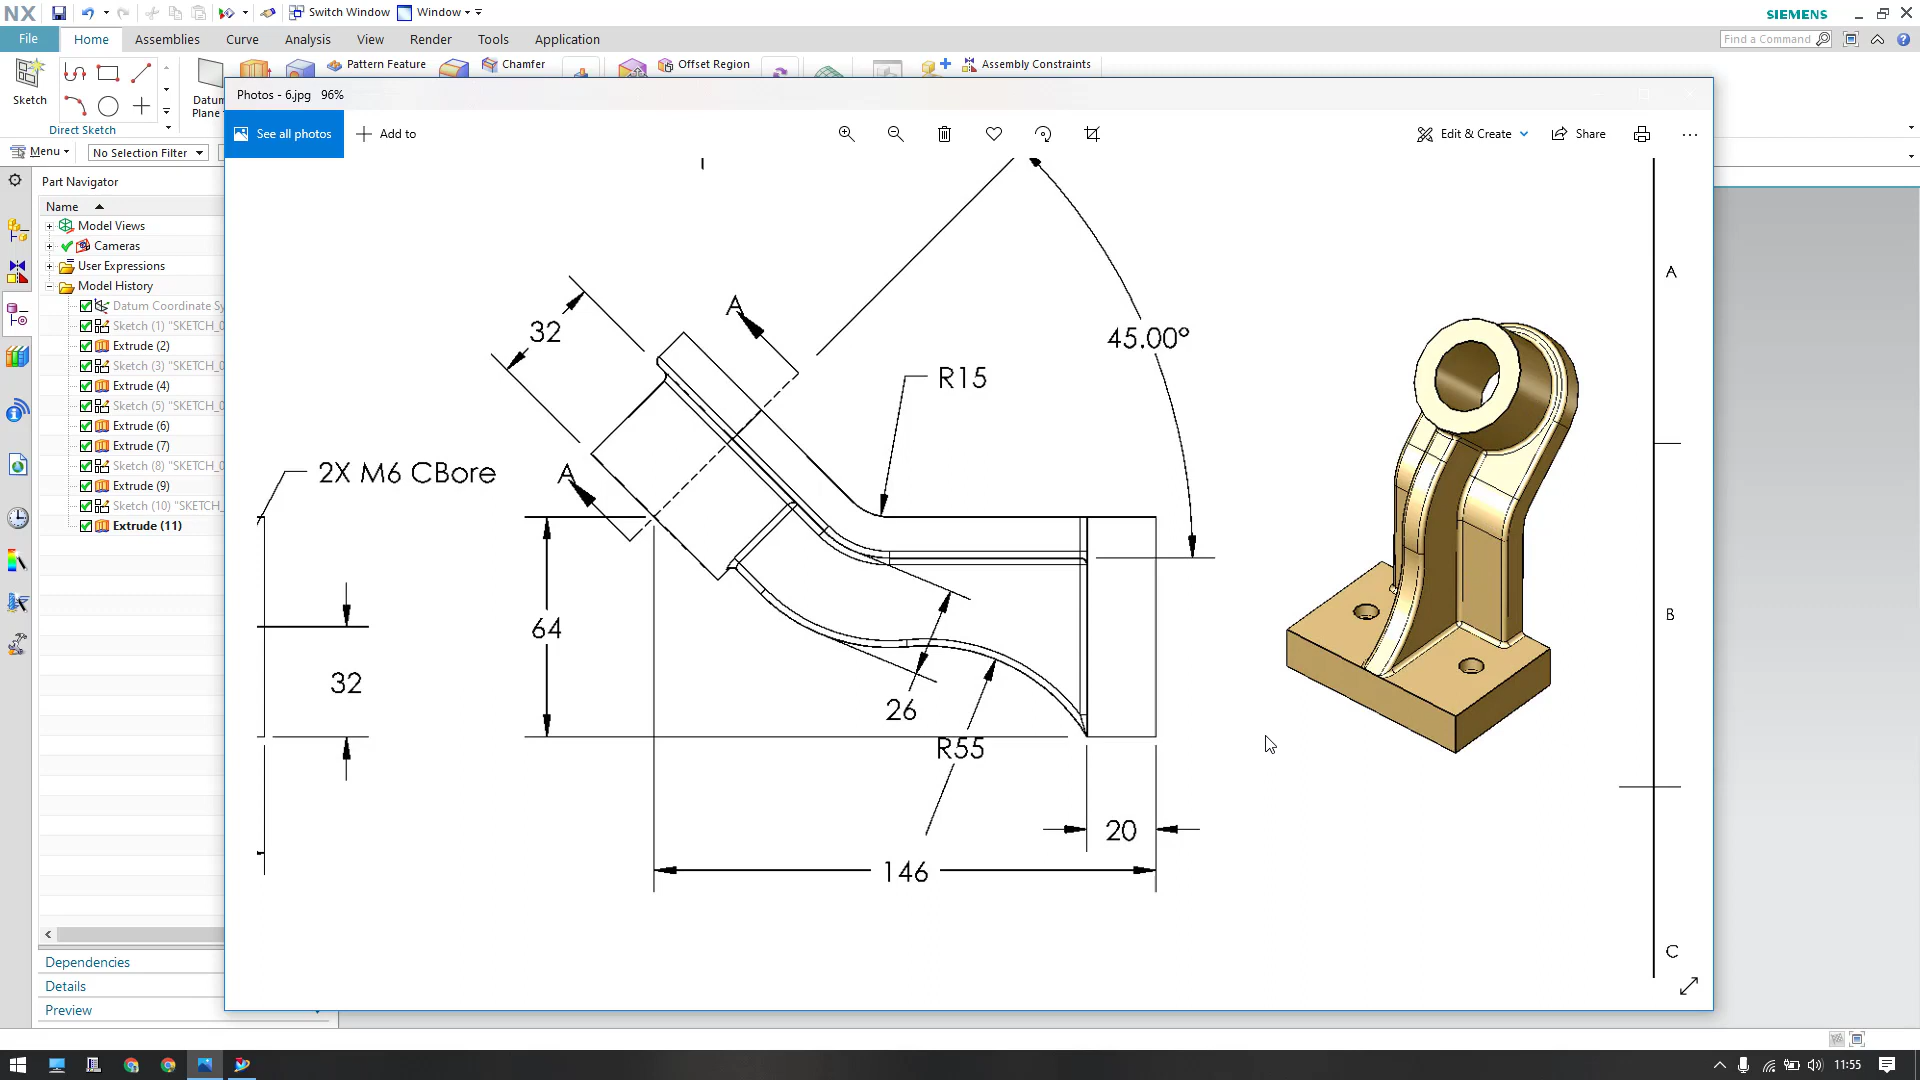 NX
Switch Window
Window
SIEMENS
File
Home
Assemblies
Curve
Analysis
View
Render
Tools
Application
Find a Command
Sketch
Datum
Plane
Pattern Feature
Chamfer
Offset Region
Assembly Constraints
Direct Sketch
Menu
No Selection Filter
Photos - 6.jpg 96%
See all photos
Add to
Edit & Create
Share
Part Navigator
Name
Model Views
Cameras
User Expressions
Model History
Datum Coordinate Sy
Sketch (1) "SKETCH_0
Extrude (2)
Sketch (3) "SKETCH_0
Extrude (4)
Sketch (5) "SKETCH_0
Extrude (6)
Extrude (7)
Sketch (8) "SKETCH_0
Extrude (9)
Sketch (10) "SKETCH_
Extrude (11)
Dependencies
Details
Preview
A
32
A
45.00°
R15
A
2X M6 CBore
A
64
B
32
26
R55
20
146
C
11:55